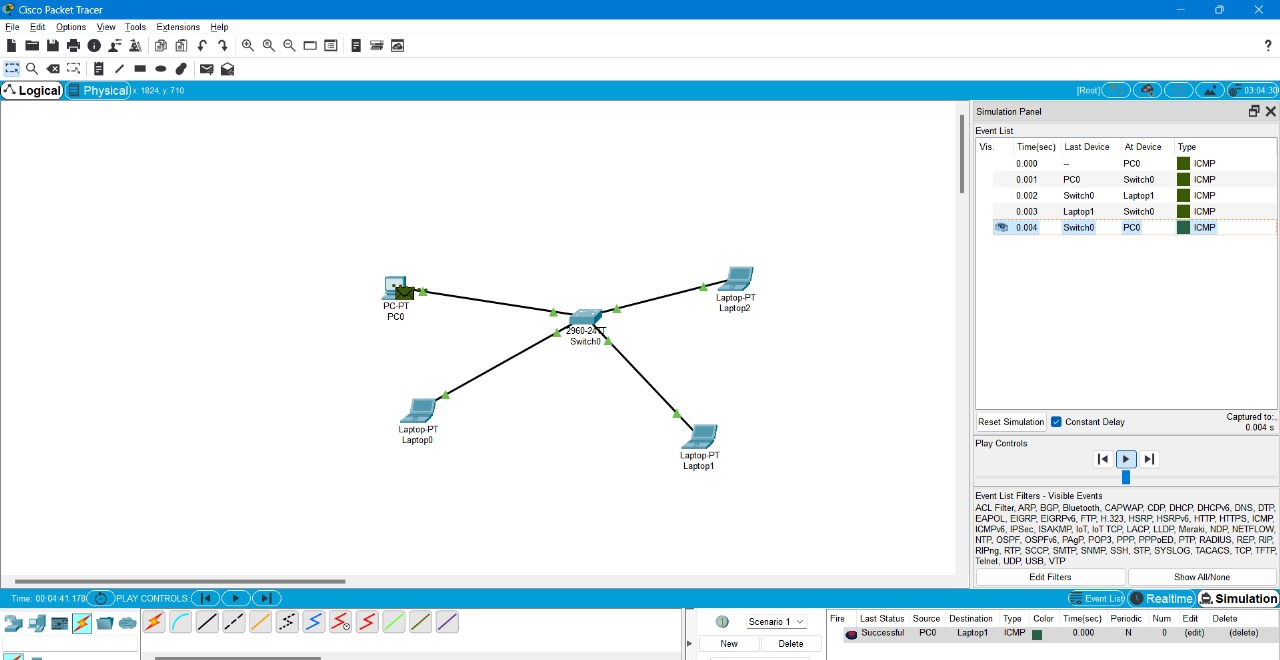 Cisco Packet Tracer
File Edit Options View Tools Extensions Help
?
Logical Physical x: 1824, y: 710 [Root] 03:04:30
Simulation Panel
Event List
Vis. Time(sec) Last Device At Device Type
0.000 -- PC0 ICMP
0.001 PC0 Switch0 ICMP
0.002 Switch0 Laptop1 ICMP
0.003 Laptop1 Switch0 ICMP
0.004 Switch0 PC0 ICMP
PC-PT
PC0
Laptop-PT
Laptop2
2960-24TT
Switch0
Laptop-PT
Laptop0
Laptop-PT
Laptop1
Reset Simulation Constant Delay Captured to:
0.004 s
Play Controls
Event List Filters - Visible Events
ACL Filter, ARP, BGP, Bluetooth, CAPWAP, CDP, DHCP, DHCPv6, DNS, DTP,
EAPOL, EIGRP, EIGRPv6, FTP, H.323, HSRP, HSRPv6, HTTP, HTTPS, ICMP,
ICMPv6, IPSec, ISAKMP, IoT, IoT TCP, LACP, LLDP, Meraki, NDP, NETFLOW,
NTP, OSPF, OSPFv6, PAgP, POP3, PPP, PPPoED, PTP, RADIUS, REP, RIP,
RIPng, RTP, SCCP, SMTP, SNMP, SSH, STP, SYSLOG, TACACS, TCP, TFTP,
Telnet, UDP, USB, VTP
Edit Filters Show All/None
Time: 00:04:41.178 PLAY CONTROLS: Event List Realtime Simulation
Scenario 1
New Delete
Fire Last Status Source Destination Type Color Time(sec) Periodic Num Edit Delete
Successful PC0 Laptop1 ICMP 0.000 N 0 (edit) (delete)